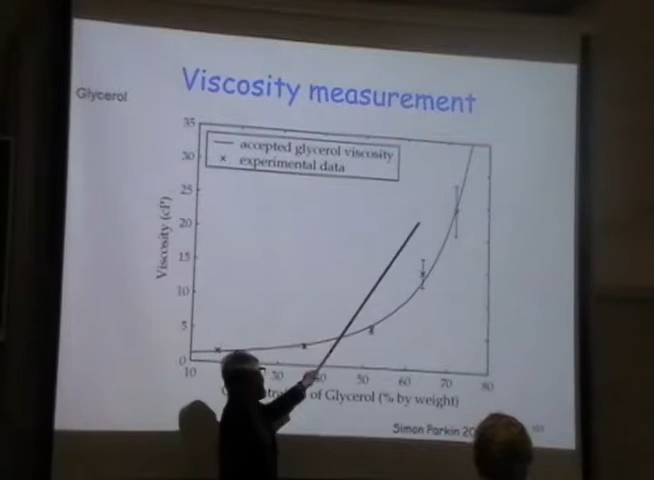 Viscosity measurement
Glycerol
accepted glycerol viscosity
experimental data
Viscosity (cP)
35
30
25
20
15
10
5
0
10
30
50
60
70
80
of Glycerol (% by weight)
Simon Parkin